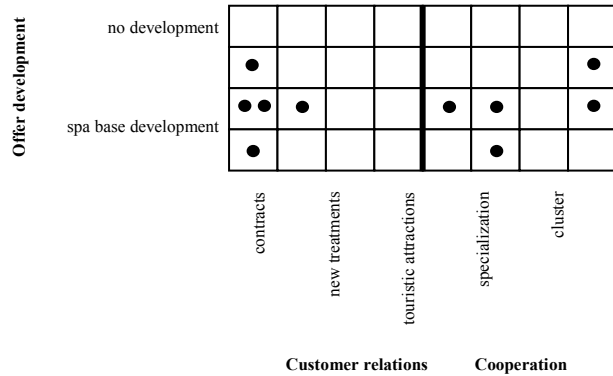 Offer development
no development
spa base development
contracts
new treatments
touristic attractions
specialization
cluster
Customer relations
Cooperation